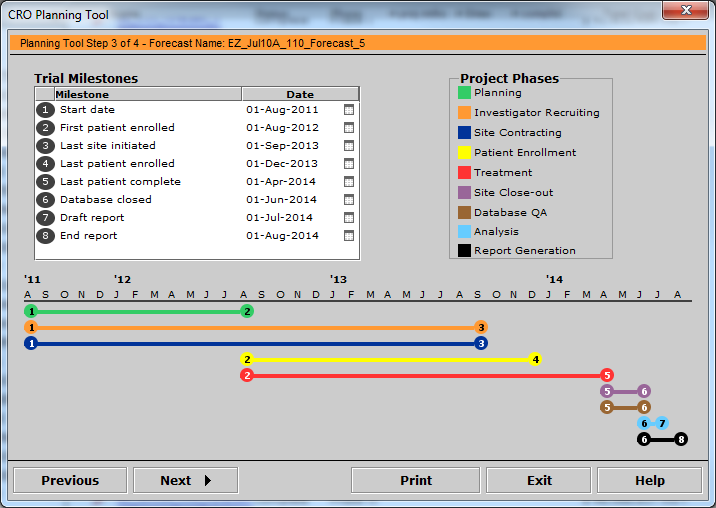 CRO Planning Tool
Planning Tool Step 3 of 4 - Forecast Name: EZ_Jul10A_110_Forecast_5
Trial Milestones
Milestone Date
1 Start date 01-Aug-2011
2 First patient enrolled 01-Aug-2012
3 Last site initiated 01-Sep-2013
4 Last patient enrolled 01-Dec-2013
5 Last patient complete 01-Apr-2014
6 Database closed 01-Jun-2014
7 Draft report 01-Jul-2014
8 End report 01-Aug-2014
Project Phases
Planning
Investigator Recruiting
Site Contracting
Patient Enrollment
Treatment
Site Close-out
Database QA
Analysis
Report Generation
'11 '12 '13 '14
A S O N D J F M A M J J A S O N D J F M A M J J A S O N D J F M A M J J A
1 2
1 3
1 3
2 4
2 5
5 6
5 6
6 7
6 8
Previous Next Print Exit Help